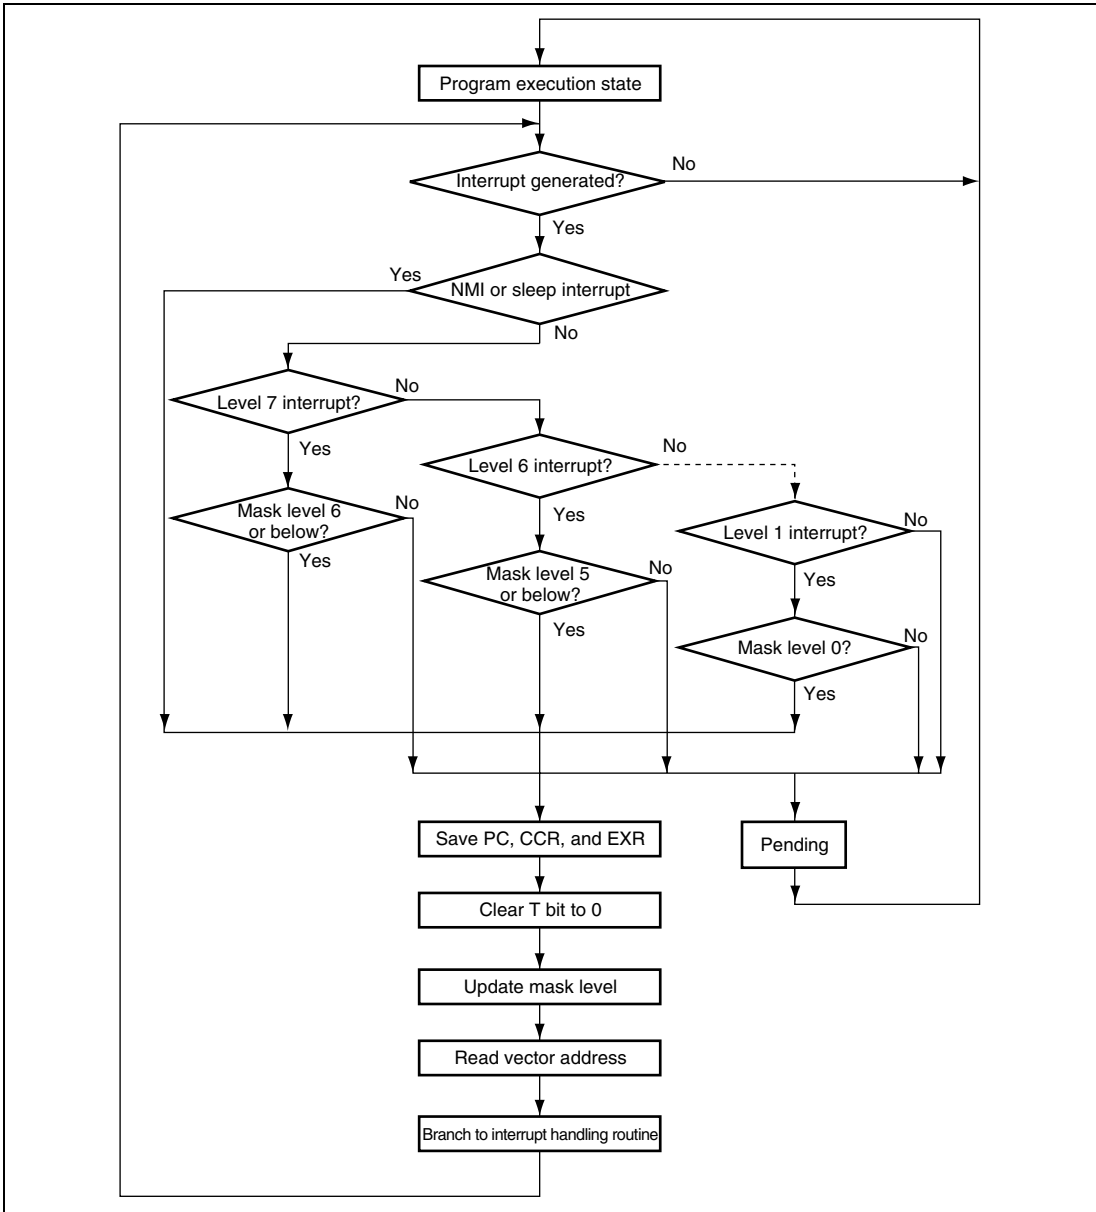 Program execution state
Interrupt generated?
No
Yes
Yes
NMI or sleep interrupt
No
Level 7 interrupt?
No
Yes
Level 6 interrupt?
No
Mask level 6
or below?
No
Yes
Yes
Level 1 interrupt?
No
Mask level 5
or below?
No
Yes
Yes
Mask level 0?
No
Yes
Save PC, CCR, and EXR
Pending
Clear T bit to 0
Update mask level
Read vector address
Branch to interrupt handling routine